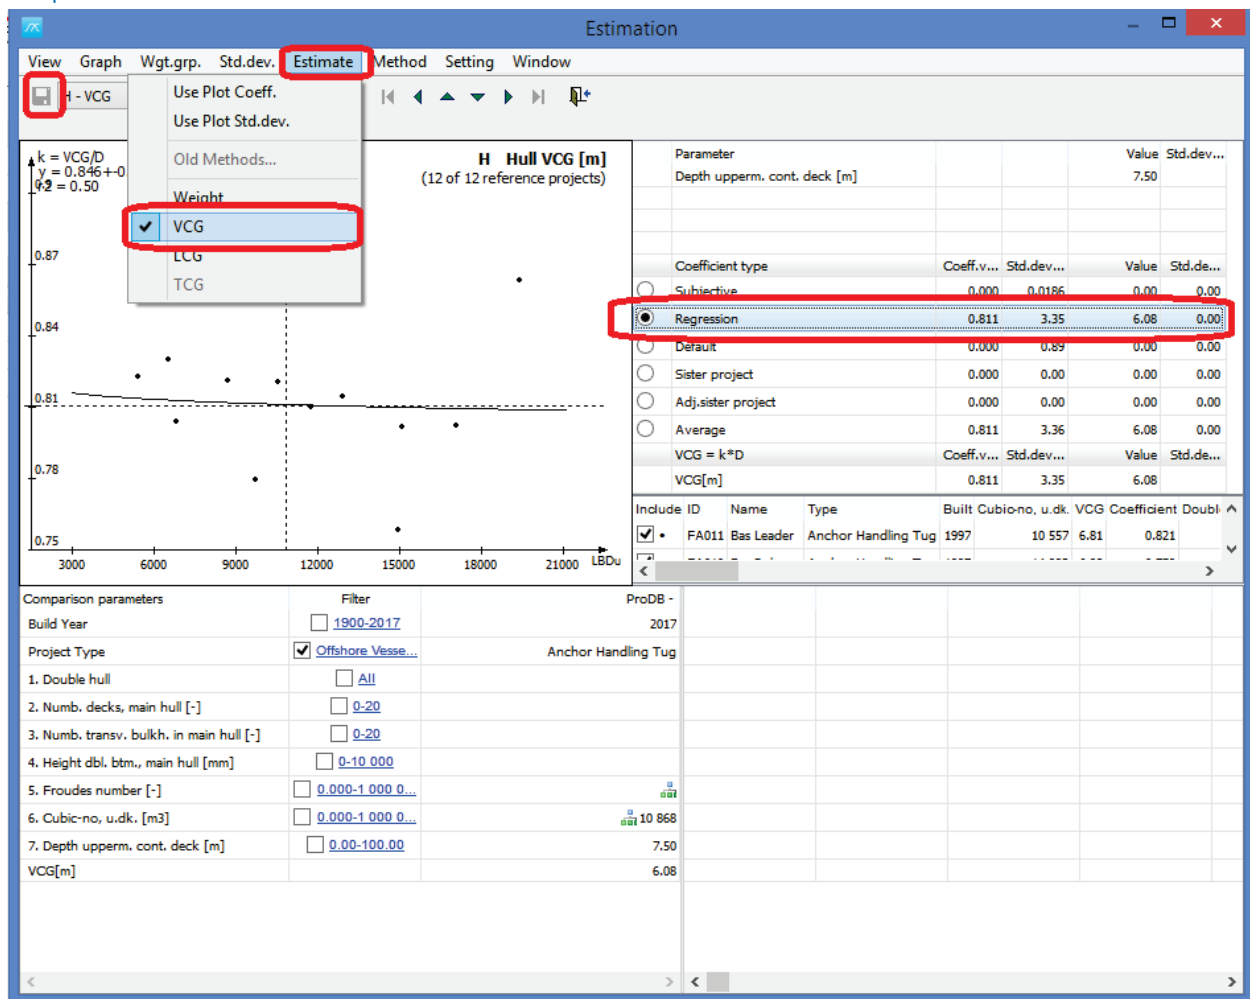 Estimation
View Graph Wgt.grp. Std.dev. Estimate Method Setting Window
H - VCG
Use Plot Coeff.
Use Plot Std.dev.
Old Methods...
Weight
VCG
LCG
TCG
k = VCG/D
y = 0.846+-0
r2 = 0.50
H Hull VCG [m]
(12 of 12 reference projects)
0.87
0.84
0.81
0.78
0.75
3000 6000 9000 12000 15000 18000 21000 LBDu
Parameter Value Std.dev...
Depth upperm. cont. deck [m] 7.50
Coefficient type Coeff.v... Std.dev... Value Std.de...
Subjective 0.000 0.0186 0.00 0.00
Regression 0.811 3.35 6.08 0.00
Default 0.000 0.89 0.00 0.00
Sister project 0.000 0.00 0.00 0.00
Adj.sister project 0.000 0.00 0.00 0.00
Average 0.811 3.36 6.08 0.00
VCG = k*D Coeff.v... Std.dev... Value Std.de...
VCG[m] 0.811 3.35 6.08
Include ID Name Type Built Cubic-no, u.dk. VCG Coefficient Doubl
FA011 Bas Leader Anchor Handling Tug 1997 10 557 6.81 0.821
Comparison parameters Filter ProDB -
Build Year 1900-2017 2017
Project Type Offshore Vesse... Anchor Handling Tug
1. Double hull All
2. Numb. decks, main hull [-] 0-20
3. Numb. transv. bulkh. in main hull [-] 0-20
4. Height dbl. btm., main hull [mm] 0-10 000
5. Froudes number [-] 0.000-1 000 0...
6. Cubic-no, u.dk. [m3] 0.000-1 000 0... 10 868
7. Depth upperm. cont. deck [m] 0.00-100.00 7.50
VCG[m] 6.08